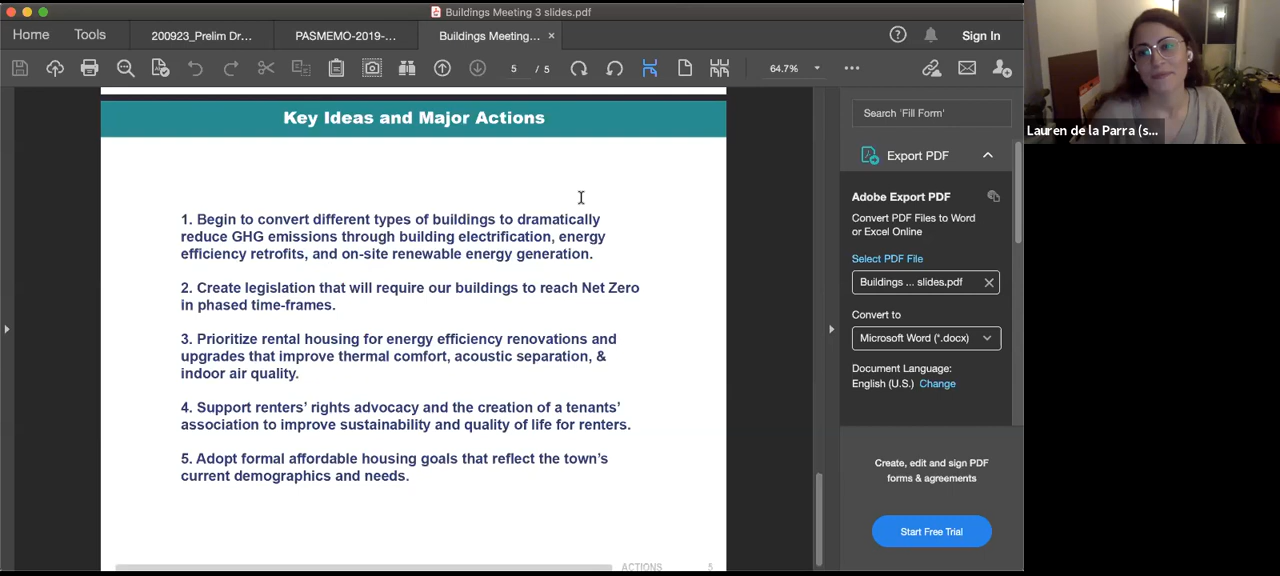 Buildings Meeting 3 slides.pdf
Home
Tools
200923_Prelim Dr...
PASMEMO-2019-...
Buildings Meeting... ×
Sign In
5 / 5
64.7%
Key Ideas and Major Actions
1. Begin to convert different types of buildings to dramatically
reduce GHG emissions through building electrification, energy
efficiency retrofits, and on-site renewable energy generation.
2. Create legislation that will require our buildings to reach Net Zero
in phased time-frames.
3. Prioritize rental housing for energy efficiency renovations and
upgrades that improve thermal comfort, acoustic separation, &
indoor air quality.
4. Support renters’ rights advocacy and the creation of a tenants’
association to improve sustainability and quality of life for renters.
5. Adopt formal affordable housing goals that reflect the town’s
current demographics and needs.
ACTIONS 5
Search 'Fill Form'
Export PDF
Adobe Export PDF
Convert PDF Files to Word
or Excel Online
Select PDF File
Buildings ... slides.pdf
Convert to
Microsoft Word (*.docx)
Document Language:
English (U.S.) Change
Create, edit and sign PDF
forms & agreements
Start Free Trial
Lauren de la Parra (s...